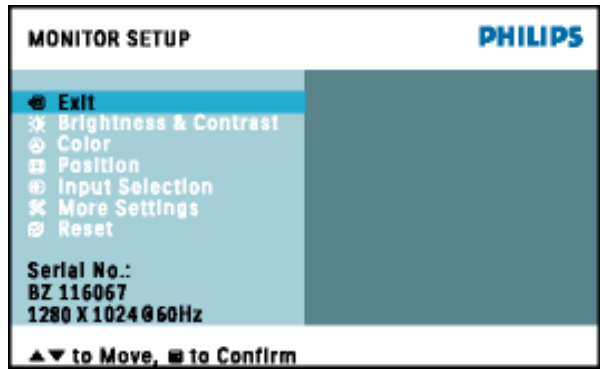 MONITOR SETUP
PHILIPS
Exit
Brightness & Contrast
Color
Position
Input Selection
More Settings
Reset
Serial No.:
BZ 116067
1280 X 1024@60Hz
▲▼ to Move, ■ to Confirm